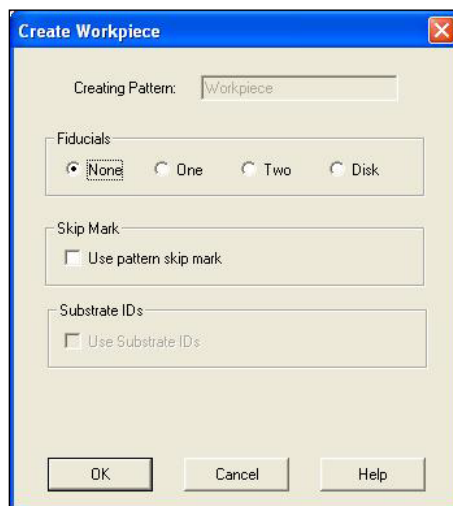 Create Workpiece
Creating Pattern: Workpiece
Fiducials
None One Two Disk
Skip Mark
Use pattern skip mark
Substrate IDs
Use Substrate IDs
OK Cancel Help